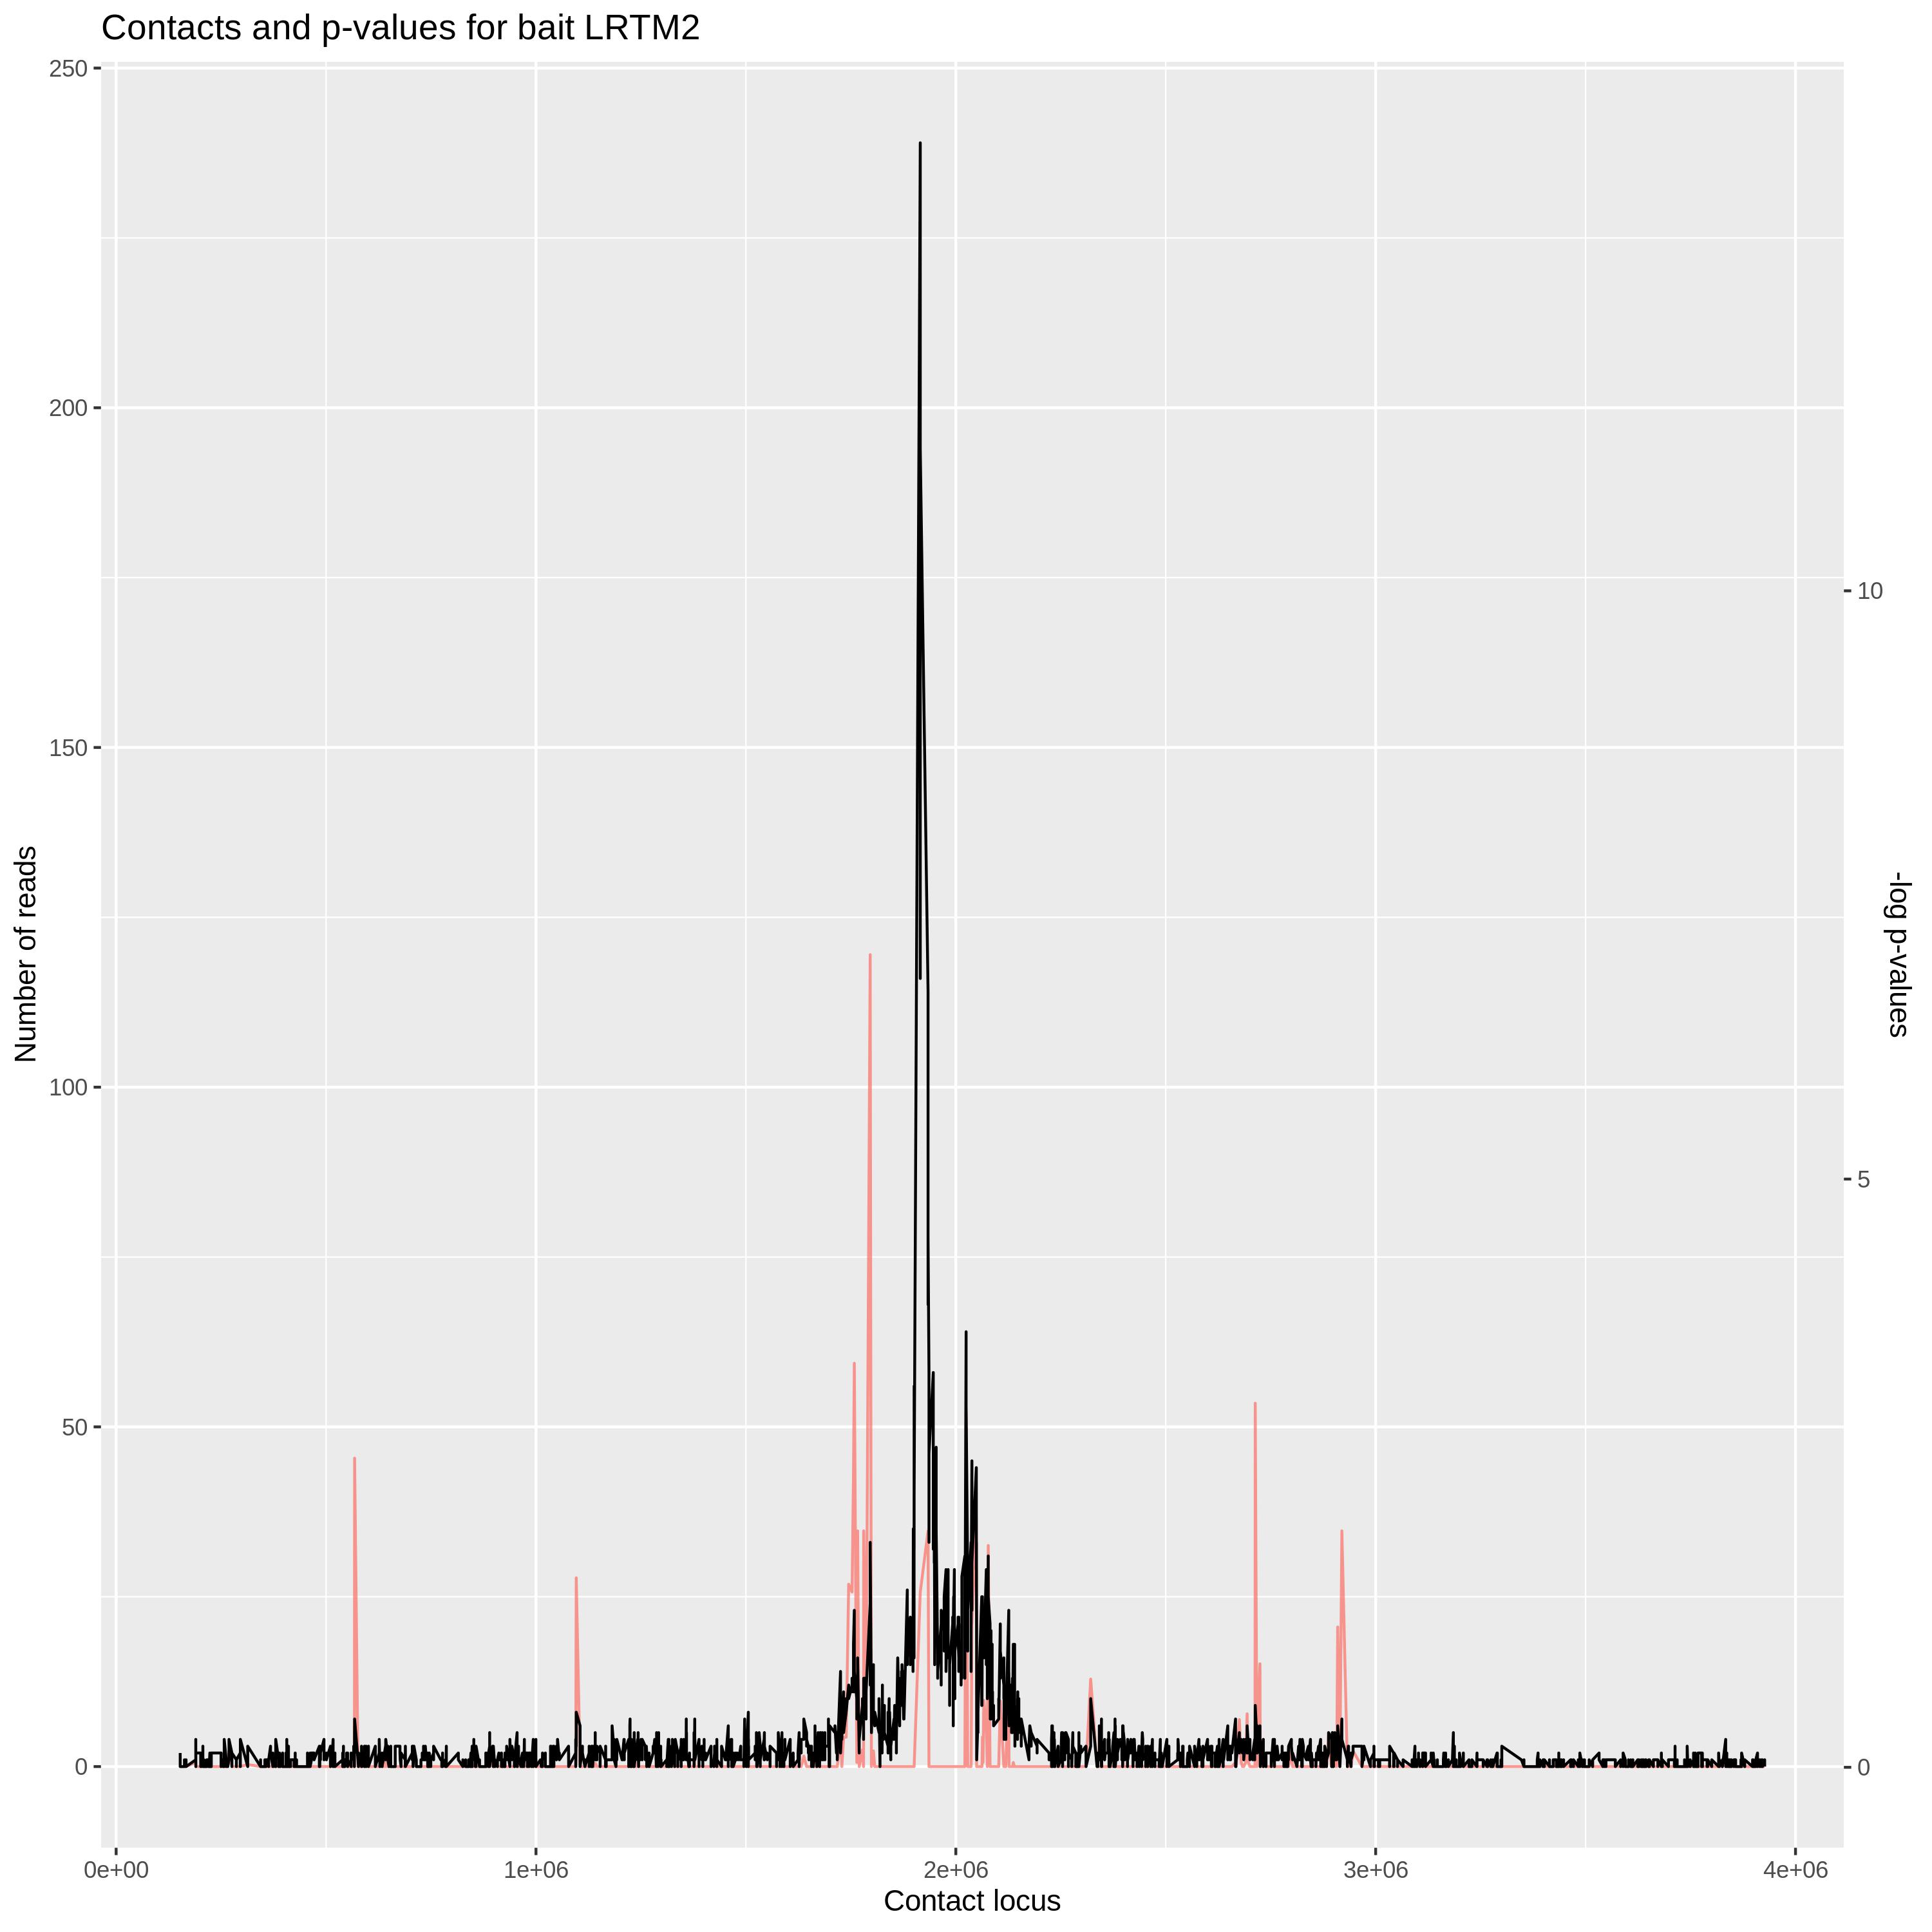 Contacts and p-values for bait LRTM2
250
200
150
100
50
0
Number of reads
10
5
0
-log p-values
0e+00
1e+06
2e+06
3e+06
4e+06
Contact locus